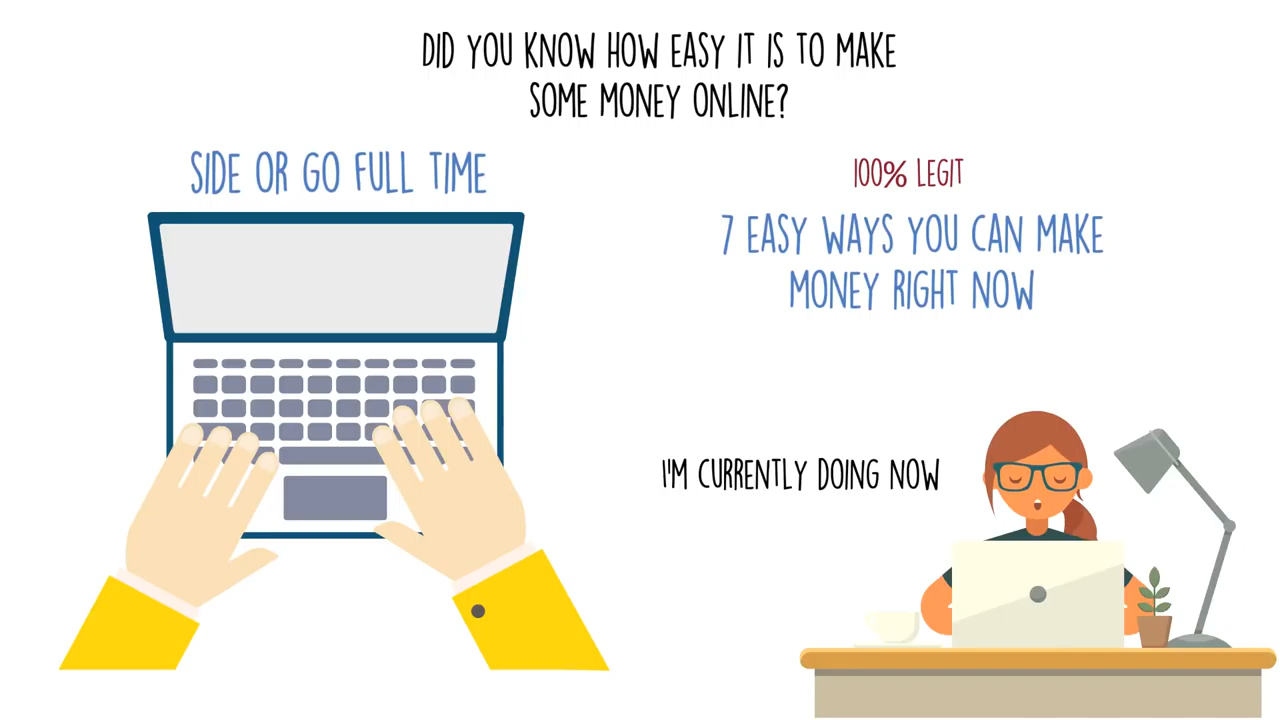 DID YOU KNOW HOW EASY IT IS TO MAKE
SOME MONEY ONLINE?
SIDE OR GO FULL TIME
100% LEGIT
7 EASY WAYS YOU CAN MAKE
MONEY RIGHT NOW
I'M CURRENTLY DOING NOW